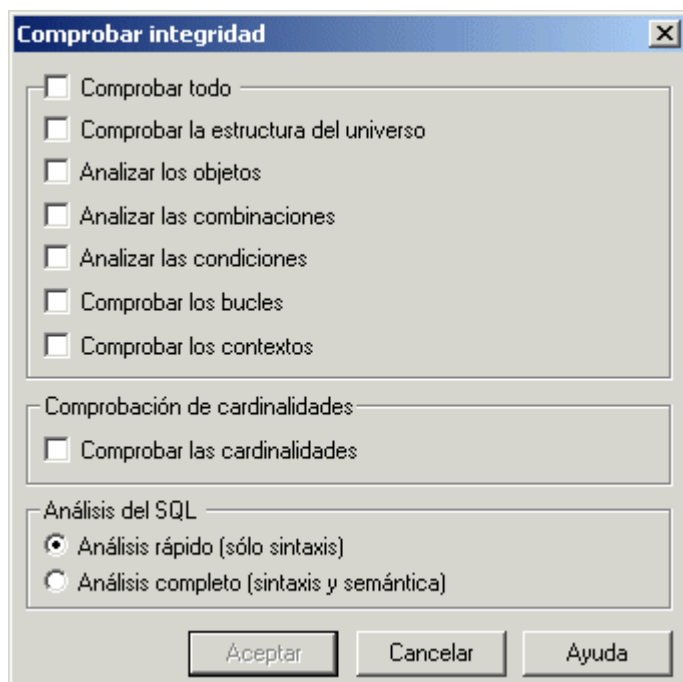 Comprobar integridad
Comprobar todo
Comprobar la estructura del universo
Analizar los objetos
Analizar las combinaciones
Analizar las condiciones
Comprobar los bucles
Comprobar los contextos
Comprobación de cardinalidades
Comprobar las cardinalidades
Análisis del SQL
Análisis rápido (sólo sintaxis)
Análisis completo (sintaxis y semántica)
Aceptar Cancelar Ayuda